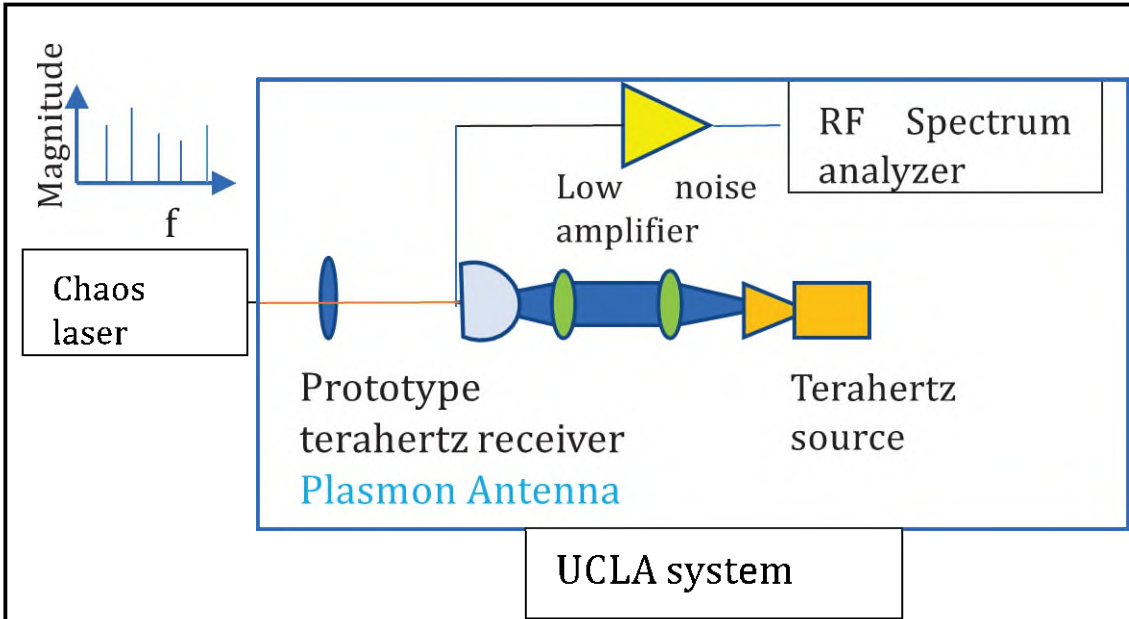 Magnitude
f
Chaos
laser
RF Spectrum
analyzer
Low noise
amplifier
Prototype
terahertz receiver
Plasmon Antenna
Terahertz
source
UCLA system